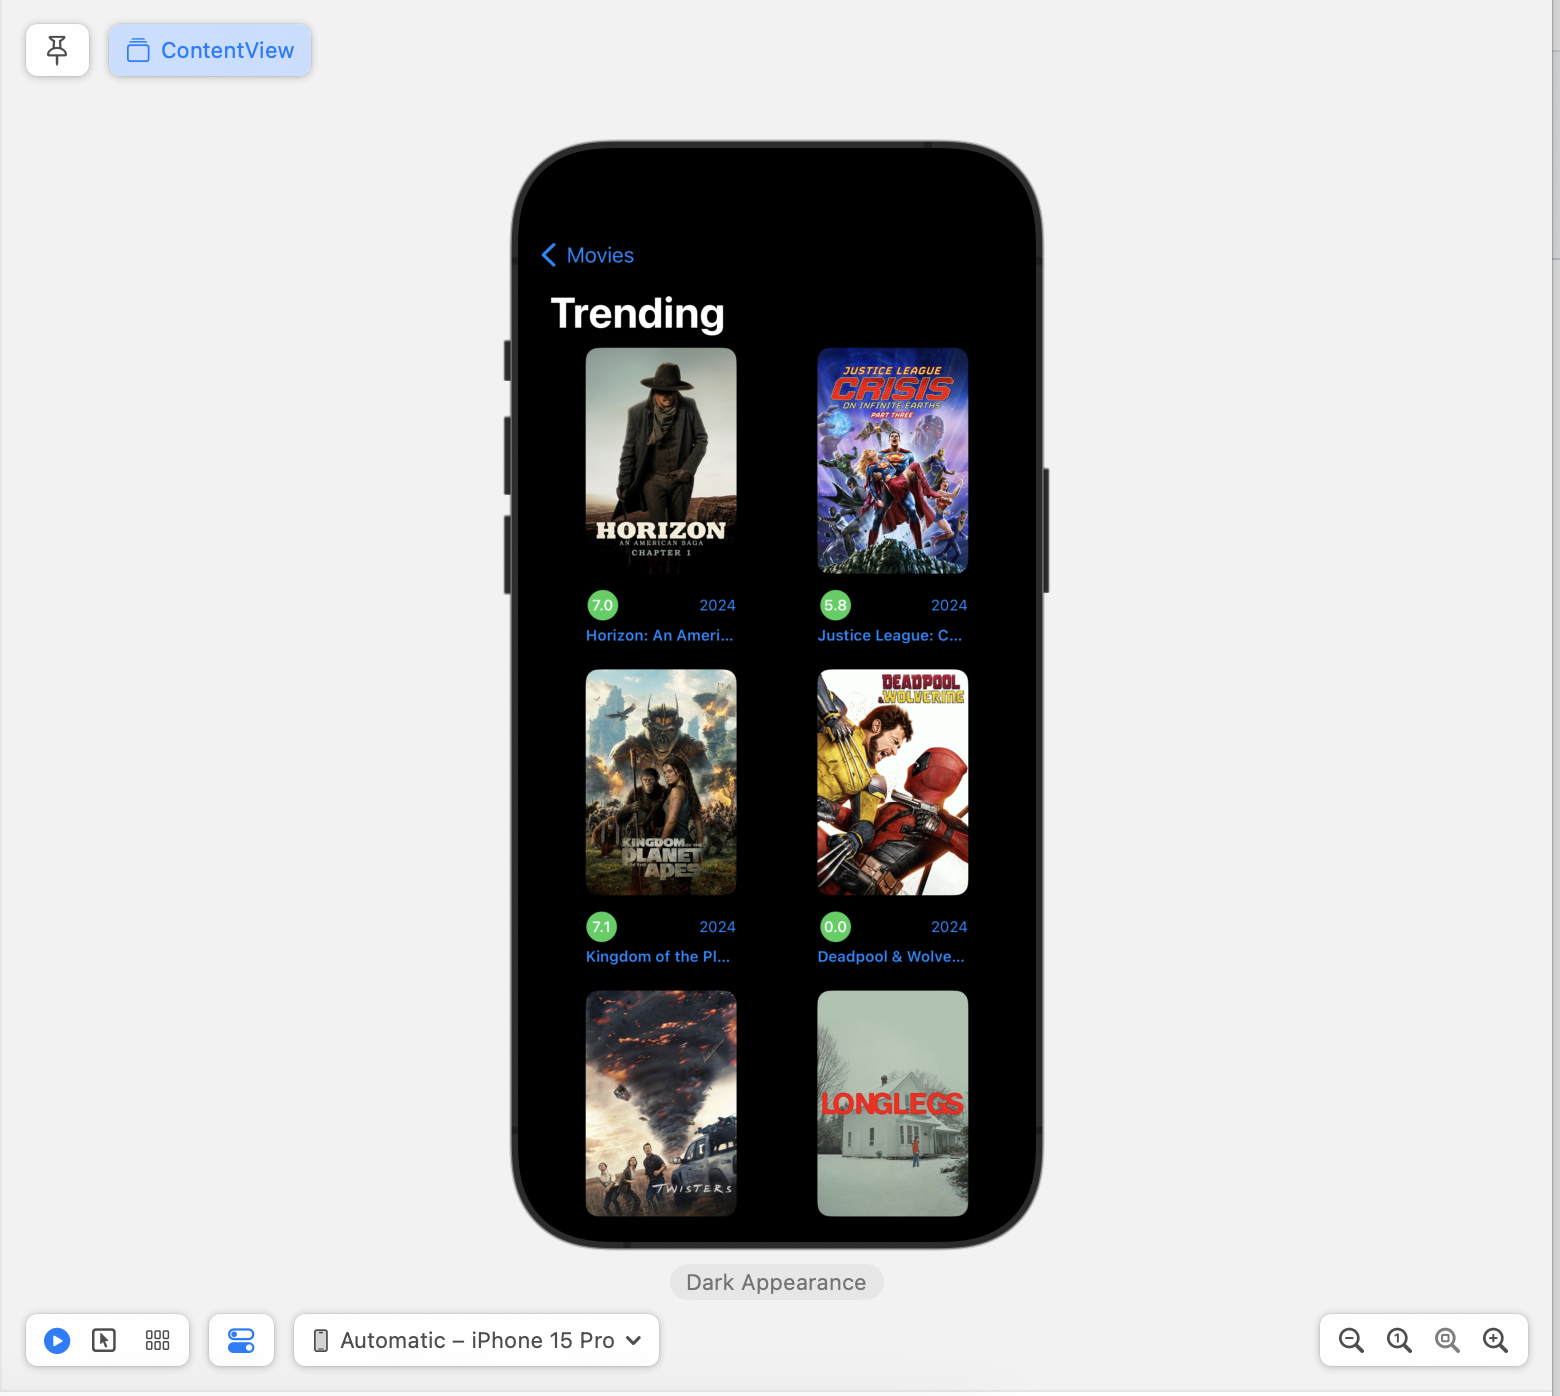 ContentView
Movies
Trending
HORIZON
AN AMERICAN SAGA
CHAPTER 1
JUSTICE LEAGUE
CRISIS
ON INFINITE EARTHS
PART THREE
7.0 2024
Horizon: An Ameri...
5.8 2024
Justice League: C...
KINGDOM OF THE
PLANET
OF THE APES
DEADPOOL
& WOLVERINE
7.1 2024
Kingdom of the Pl...
0.0 2024
Deadpool & Wolve...
TWISTERS
LONGLEGS
Dark Appearance
Automatic – iPhone 15 Pro
1